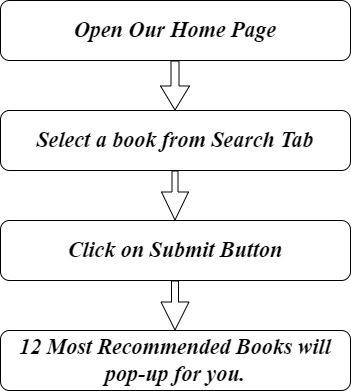 Open Our Home Page
Select a book from Search Tab
Click on Submit Button
12 Most Recommended Books will
pop-up for you.